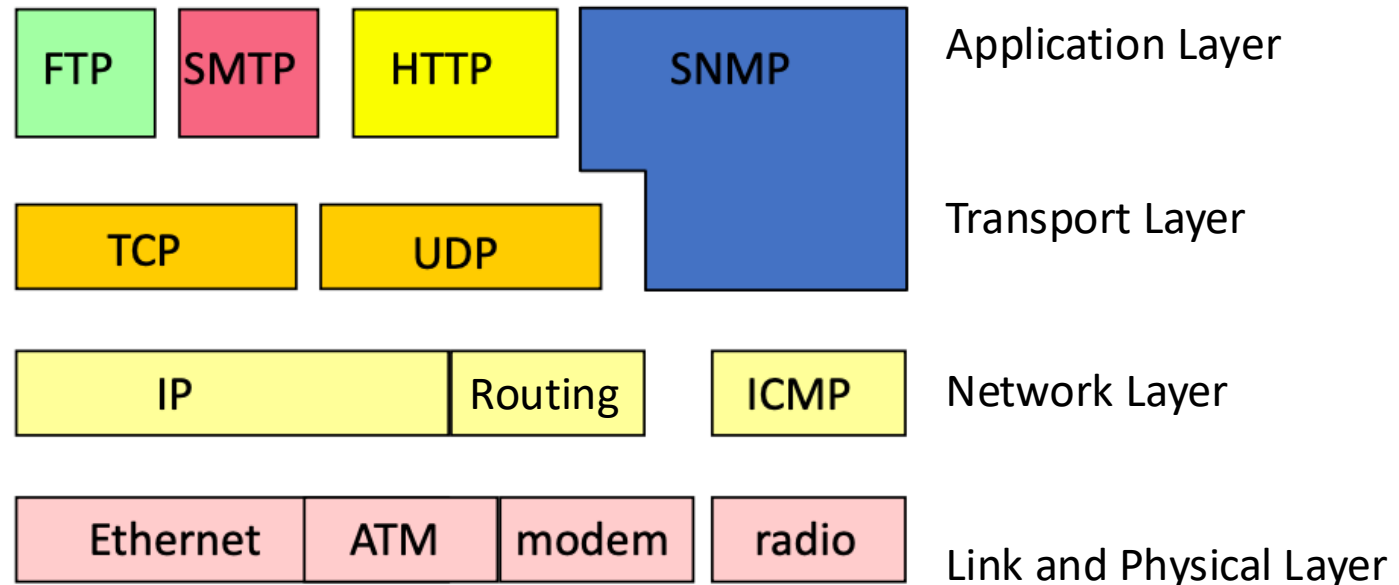 FTP SMTP HTTP SNMP Application Layer
TCP UDP Transport Layer
IP Routing ICMP Network Layer
Ethernet ATM modem radio Link and Physical Layer